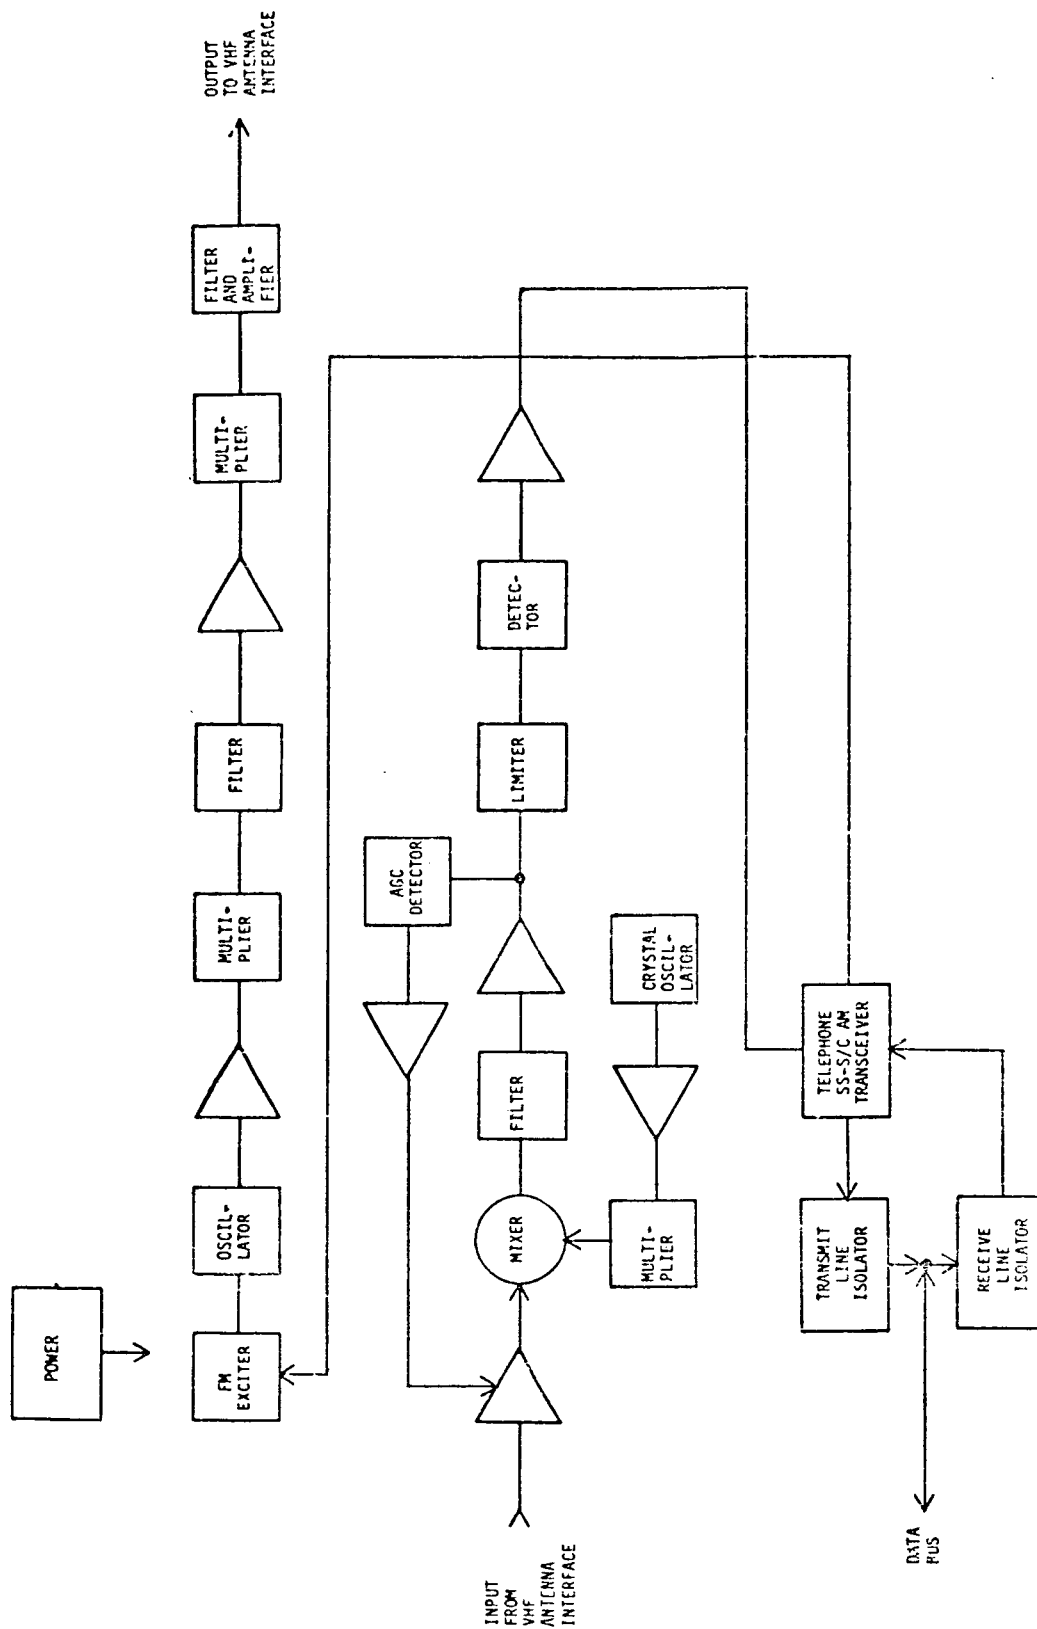 POWER
FM
EXCITER
OSCIL-
LATOR
MULTI-
PLIER
FILTER
MULTI-
PLIER
FILTER
AND
AMPLI-
FIER
OUTPUT
TO VHF
ANTENNA
INTERFACE
AGC
DETECTOR
INPUT
FROM
VHF
ANTENNA
INTERFACE
MIXER
FILTER
LIMITER
DETEC-
TOR
MULTI-
PLIER
CRYSTAL
OSCIL-
LATOR
TRANSMIT
LINE
ISOLATOR
TELEPHONE
SS-S/C AM
TRANSCEIVER
DATA
BUS
RECEIVE
LINE
ISOLATOR